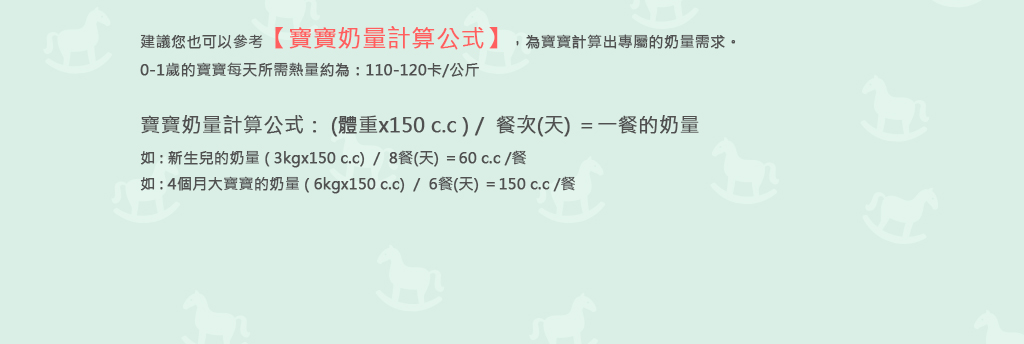 建議您也可以參考【寶寶奶量計算公式】，為寶寶計算出專屬的奶量需求。
0-1歲的寶寶每天所需熱量約為：110-120卡/公斤
寶寶奶量計算公式： (體重x150 c.c ) / 餐次(天) ＝一餐的奶量
如 : 新生兒的奶量 ( 3kgx150 c.c) / 8餐(天) ＝60 c.c /餐
如 : 4個月大寶寶的奶量 ( 6kgx150 c.c) / 6餐(天) ＝150 c.c /餐